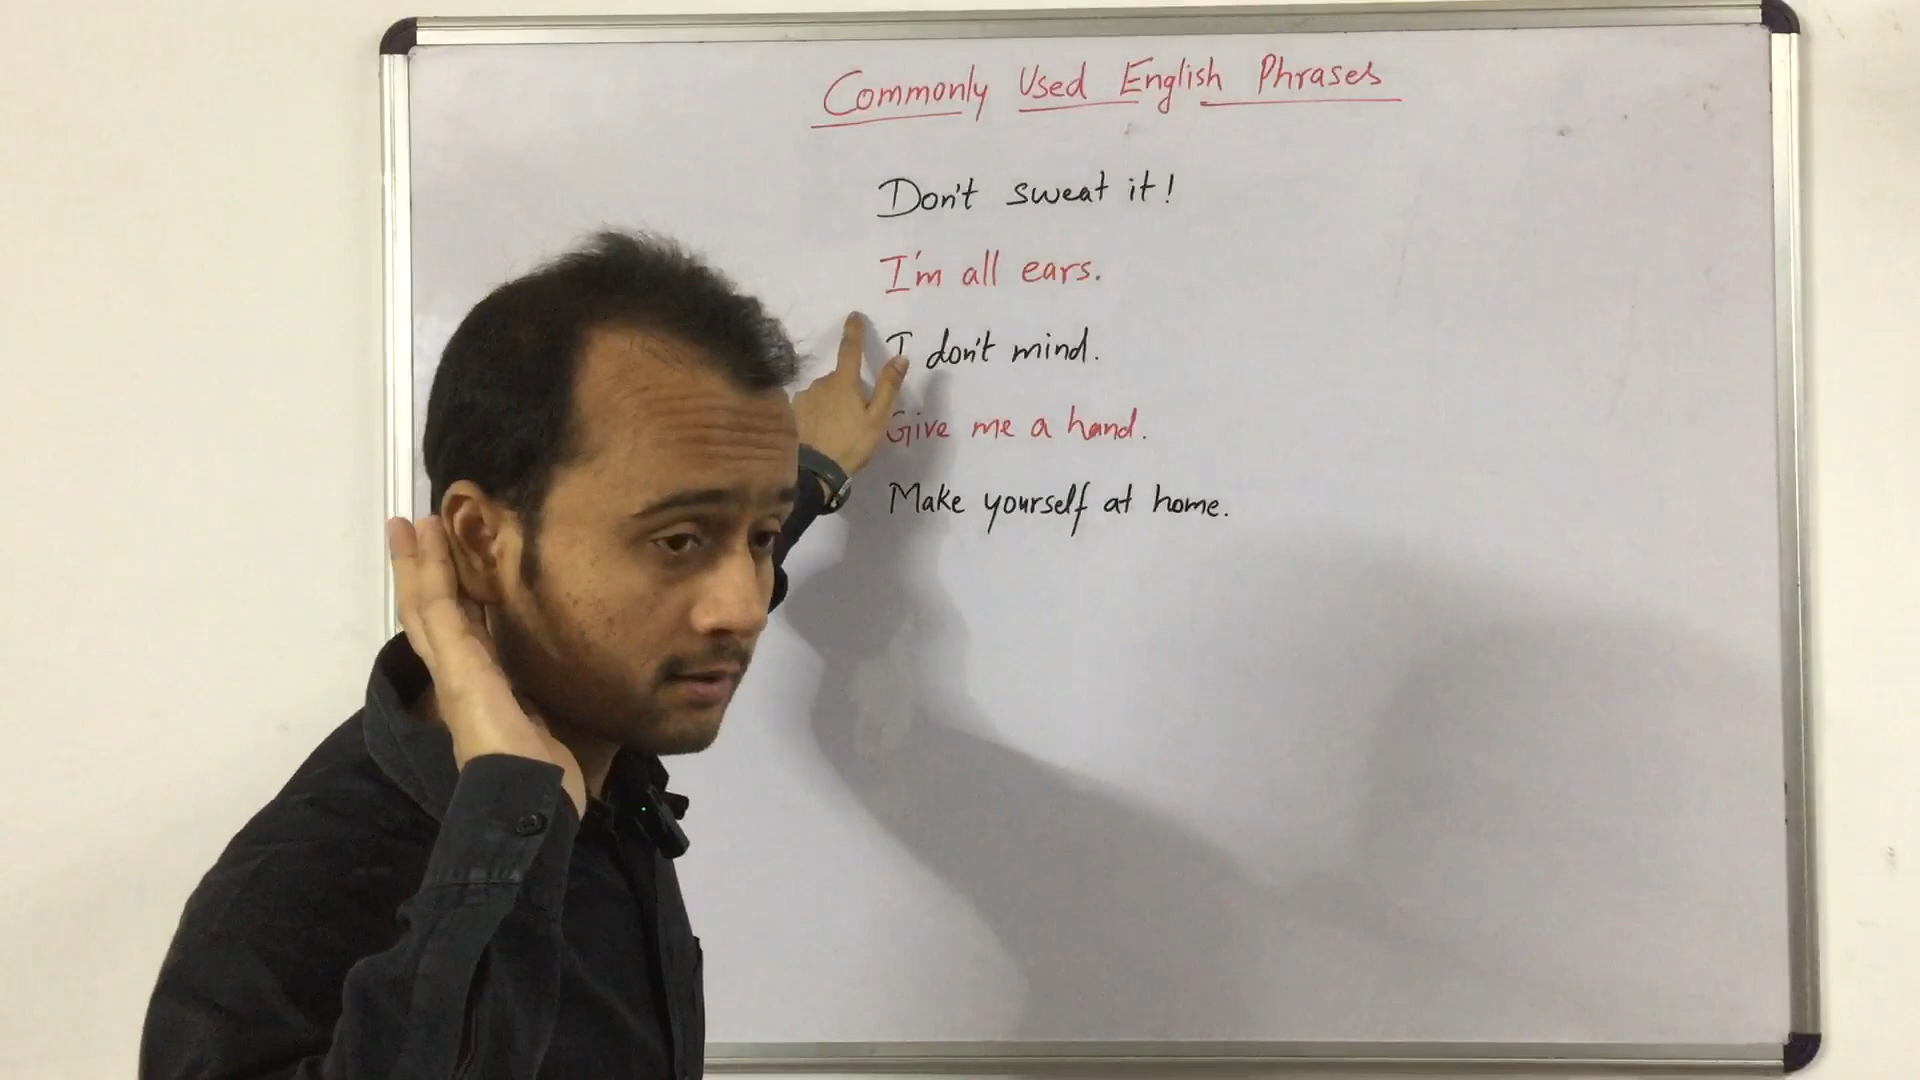 Commonly Used English Phrases
Don't sweat it!
I'm all ears.
I don't mind.
Give me a hand.
Make yourself at home.